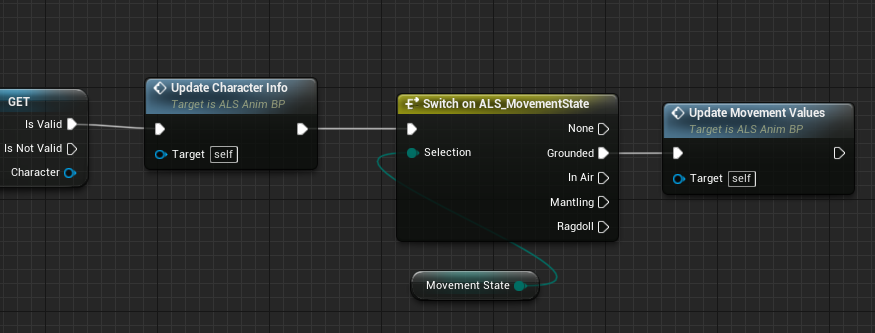 GET
Is Valid
Is Not Valid
Character
Update Character Info
Target is ALS Anim BP
Target self
Switch on ALS_MovementState
None
Selection
Grounded
In Air
Mantling
Ragdoll
Movement State
Update Movement Values
Target is ALS Anim BP
Target self